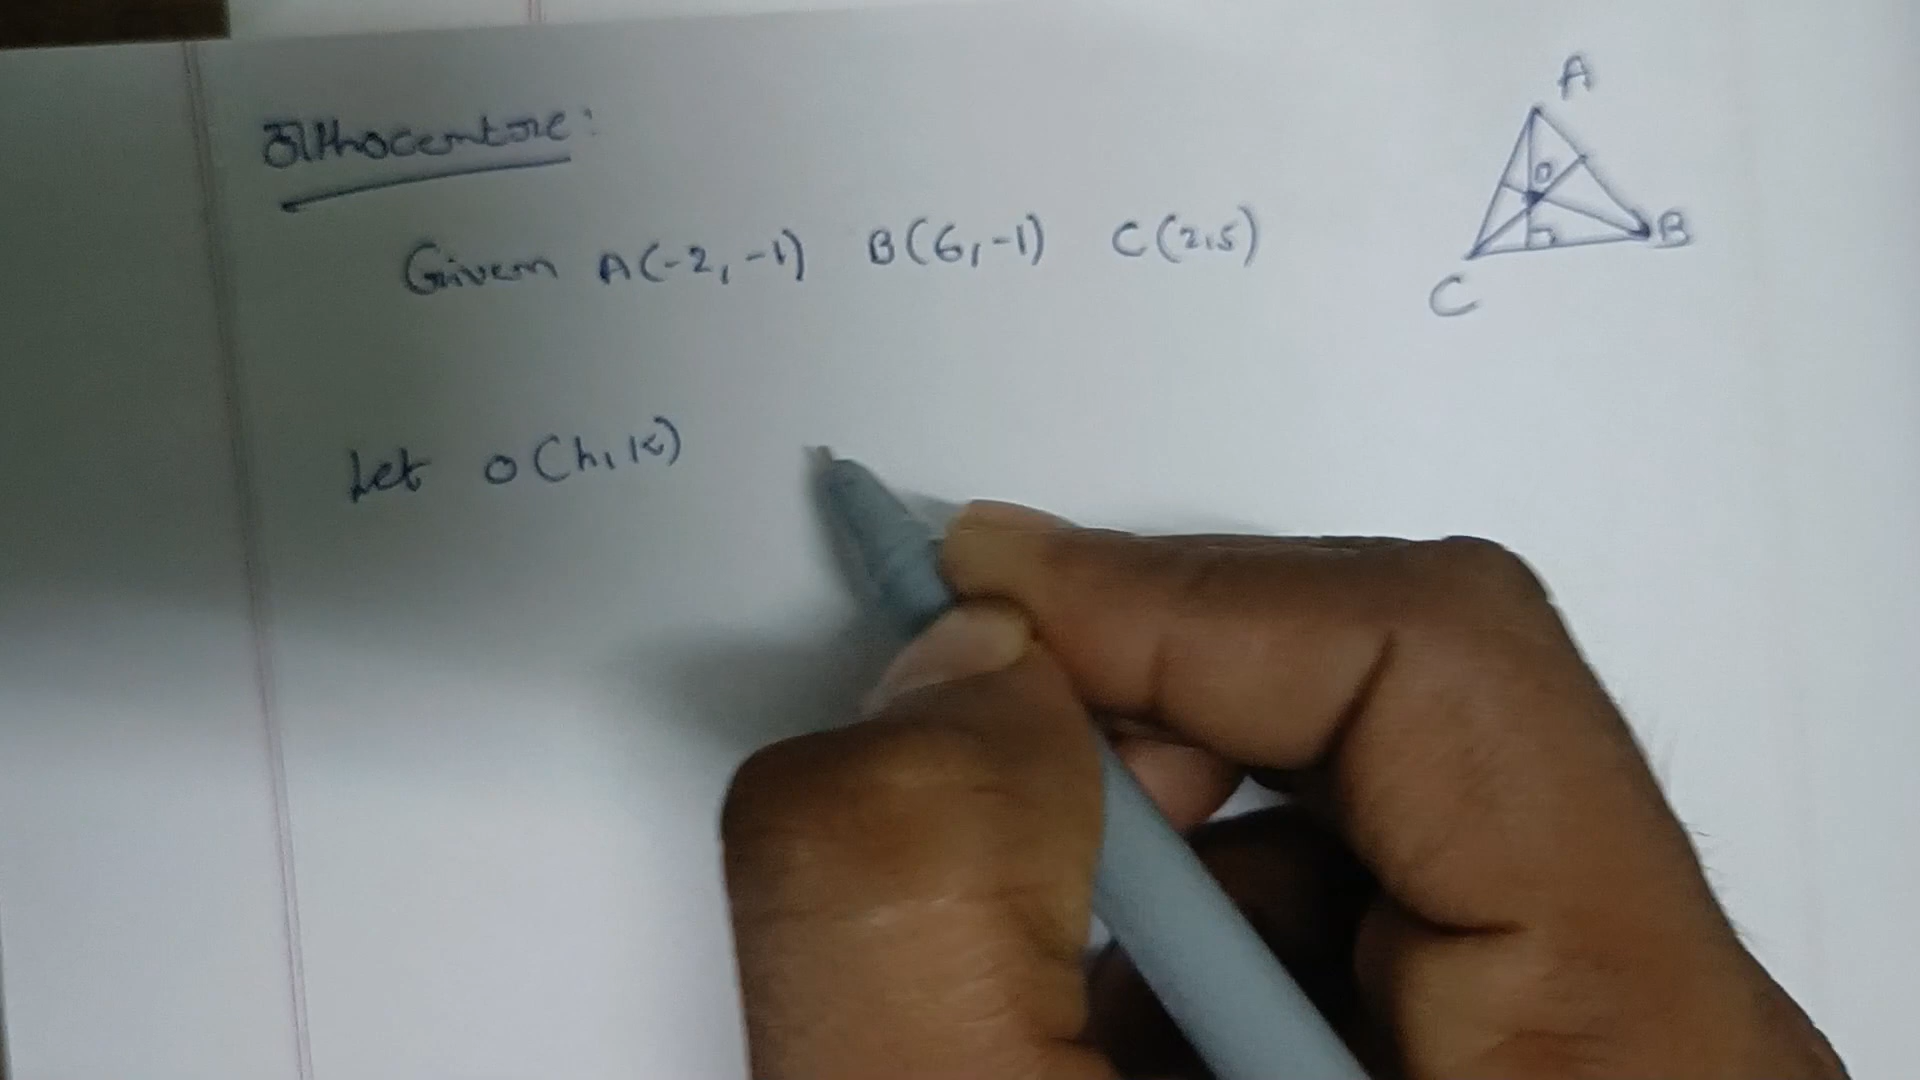 Orthocentre:
Given A(-2, -1) B(6, -1) C(2,5)
Let O(h, k)
A
O
B
C